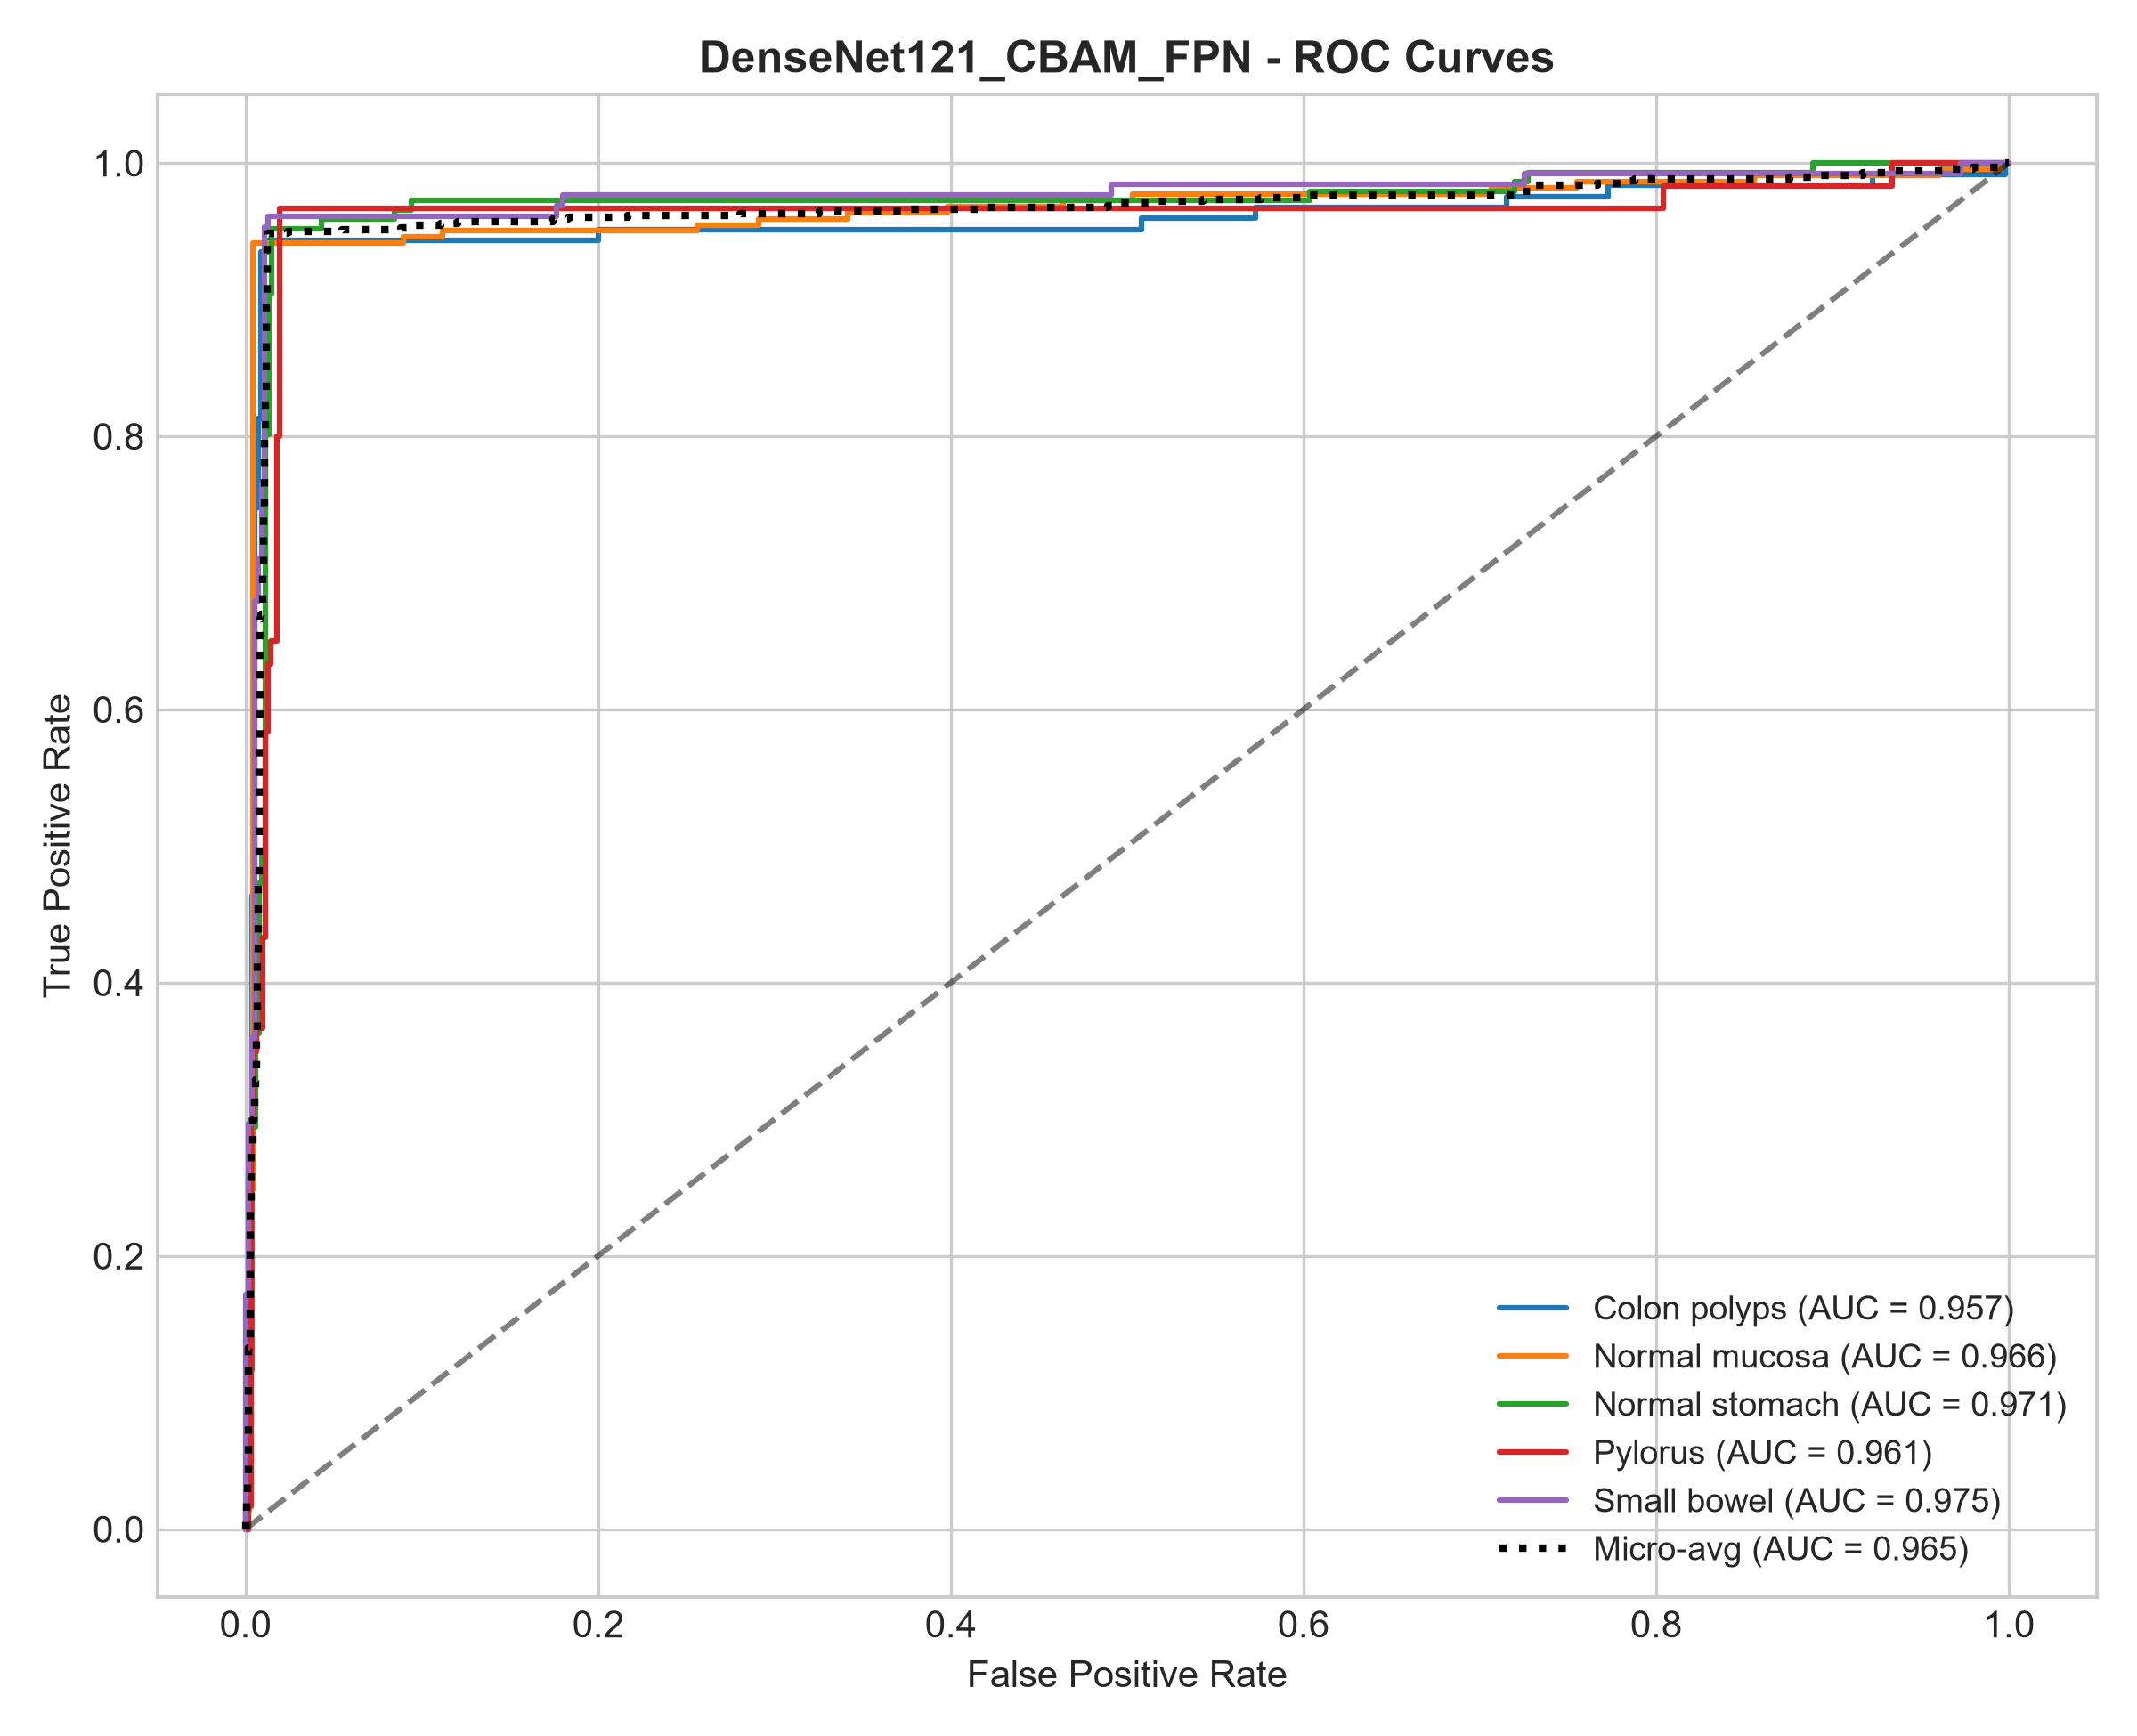 DenseNet121_CBAM_FPN - ROC Curves
True Positive Rate
1.0
0.8
0.6
0.4
0.2
0.0
Colon polyps (AUC = 0.957)
Normal mucosa (AUC = 0.966)
Normal stomach (AUC = 0.971)
Pylorus (AUC = 0.961)
Small bowel (AUC = 0.975)
Micro-avg (AUC = 0.965)
0.0 0.2 0.4 0.6 0.8 1.0
False Positive Rate